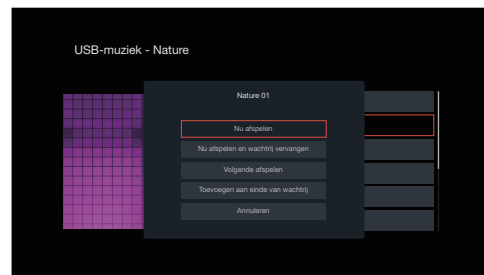 USB-muziek - Nature
Nature 01
Nu afspelen
Nu afspelen en wachtrij vervangen
Volgende afspelen
Toevoegen aan einde van wachtrij
Annuleren